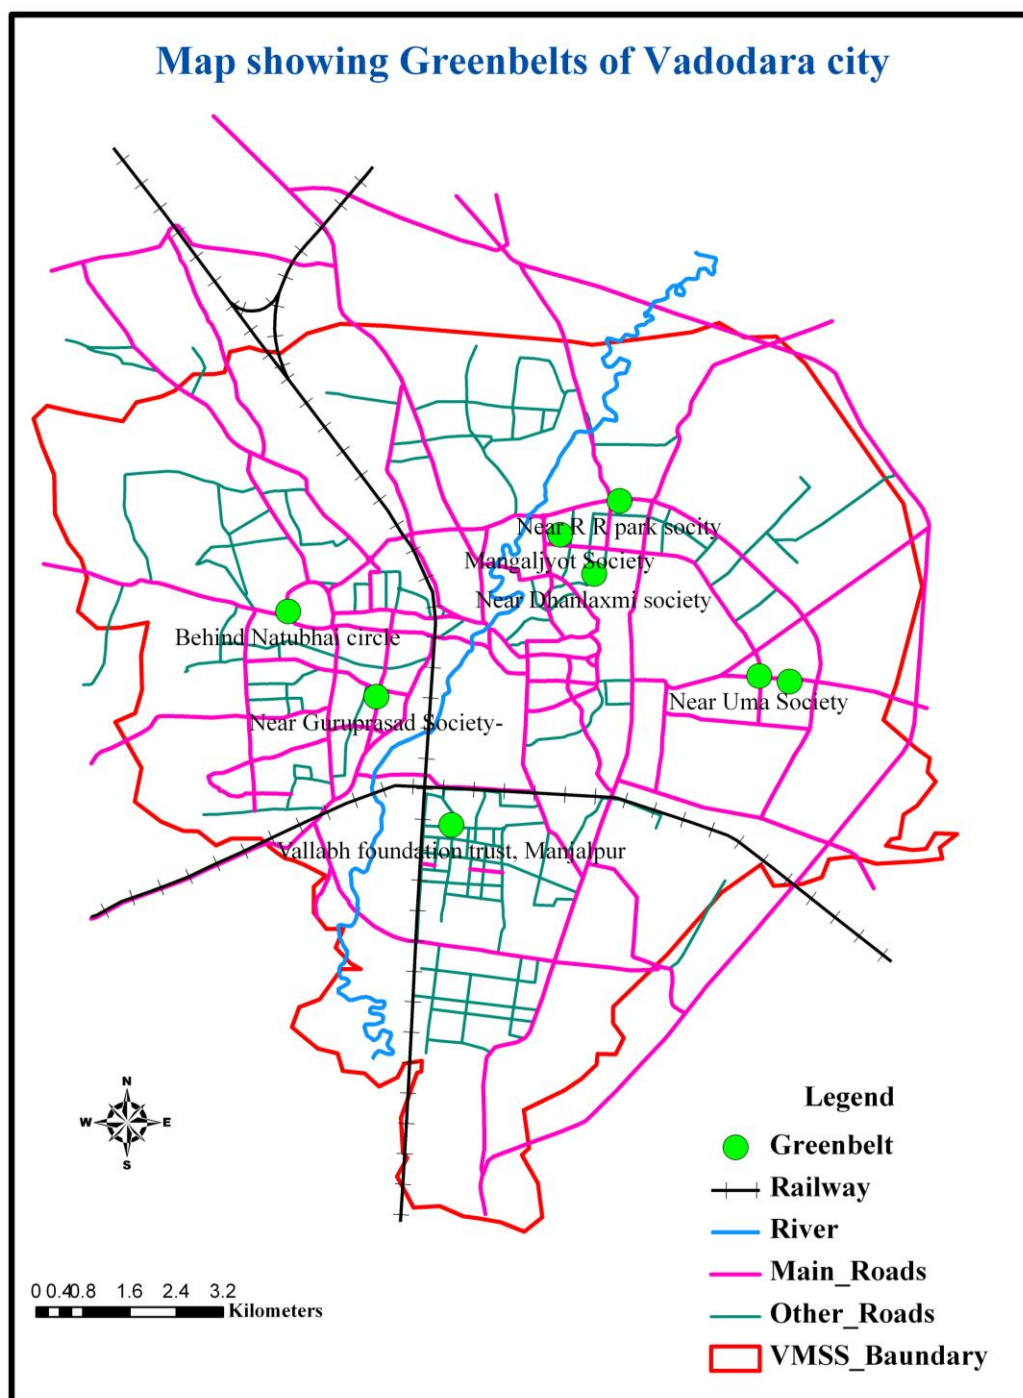 Map showing Greenbelts of Vadodara city
Near R R park socity
Mangaljyot Society
Near Dhanlaxmi society
Behind Natubhai circle
Near Uma Society
Near Guruprasad Society-
Vallabh foundation trust, Manjalpur
N
W E
S
Legend
Greenbelt
Railway
River
Main_Roads
Other_Roads
VMSS_Baundary
0 0.40.8 1.6 2.4 3.2
Kilometers